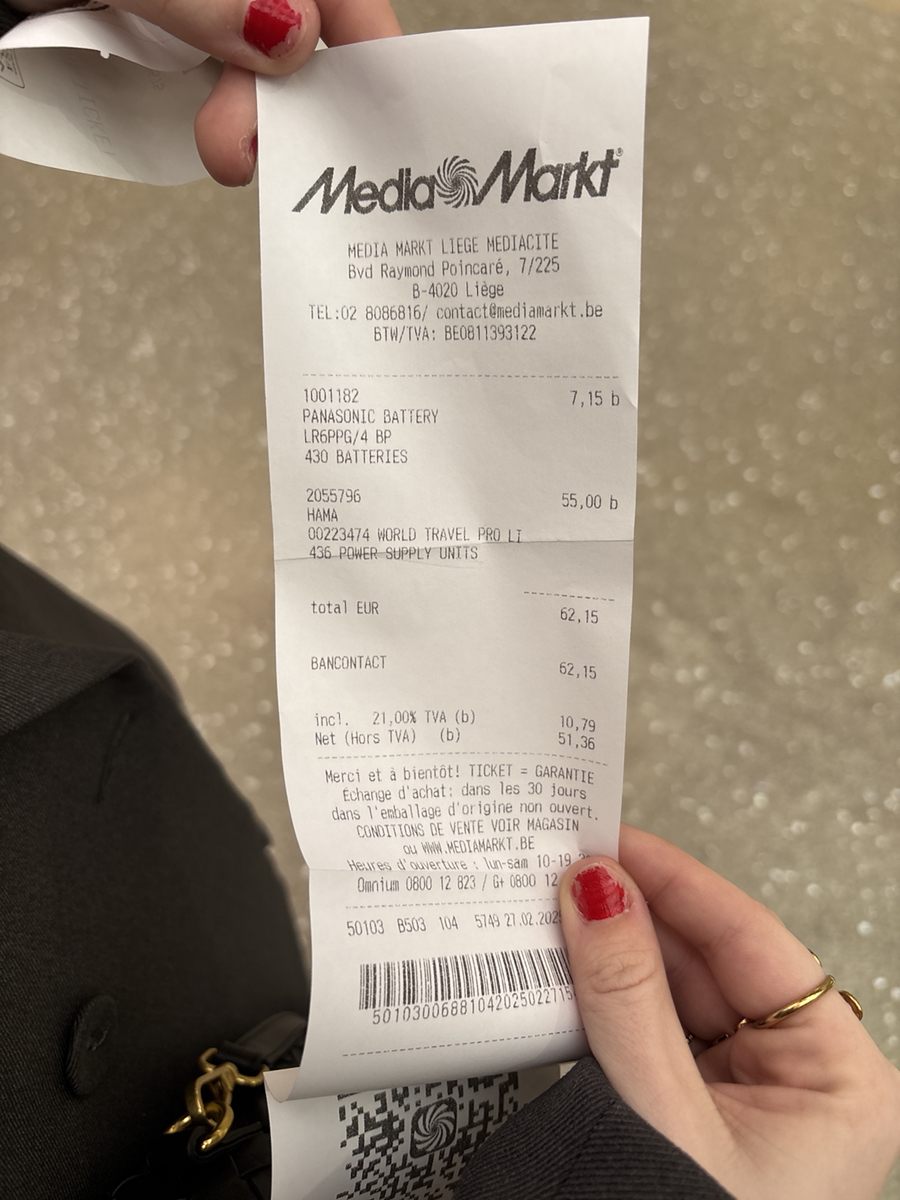 Media Markt®
MEDIA MARKT LIEGE MEDIACITE
Bvd Raymond Poincaré, 7/225
B-4020 Liège
TEL:02 8086816/ contact@mediamarkt.be
BTW/TVA: BE0811393122
1001182 7,15 b
PANASONIC BATTERY
LR6PPG/4 BP
430 BATTERIES
2055796 55,00 b
HAMA
00223474 WORLD TRAVEL PRO LI
436 POWER SUPPLY UNITS
total EUR 62,15
BANCONTACT 62,15
incl. 21,00% TVA (b) 10,79
Net (Hors TVA) (b) 51,36
Merci et à bientôt! TICKET = GARANTIE
Echange d'achat: dans les 30 jours
dans l'emballage d'origine non ouvert.
CONDITIONS DE VENTE VOIR MAGASIN
ou WWW.MEDIAMARKT.BE
Heures d'ouverture : lun-sam 10-19
Omnium 0800 12 823 / G+ 0800 12
50103 B503 104 5749 27.02.202
50103006881042025022715